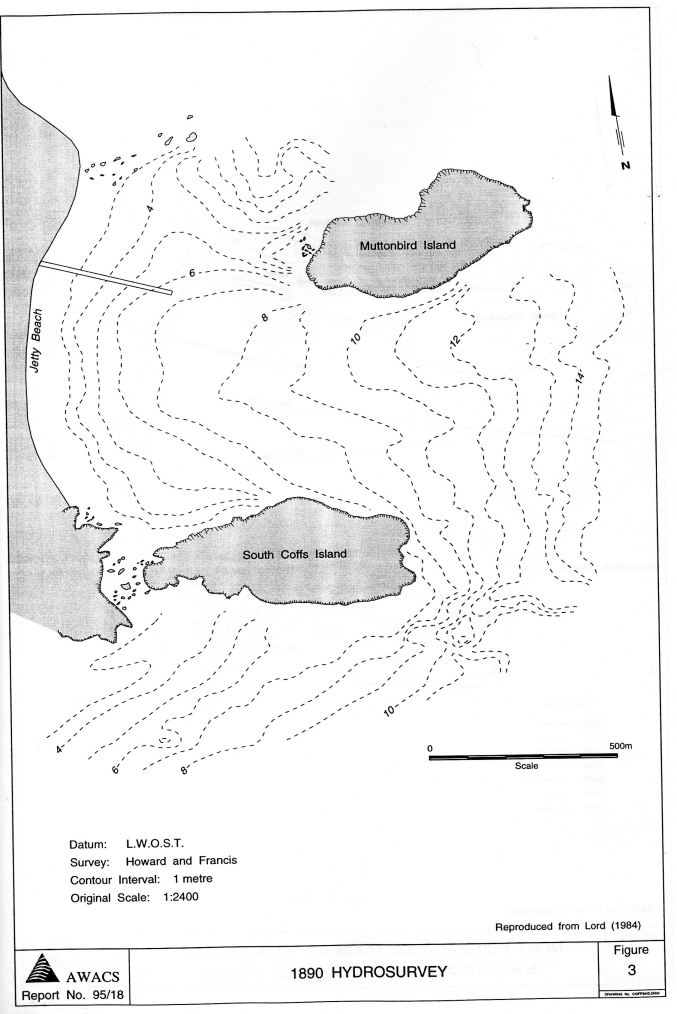 N
4
Muttonbird Island
6
Jetty Beach
8
10
12
14
South Coffs Island
10
4
6
8
0 500m
Scale
Datum: L.W.O.S.T.
Survey: Howard and Francis
Contour Interval: 1 metre
Original Scale: 1:2400
Reproduced from Lord (1984)
AWACS
Report No. 95/18
1890 HYDROSURVEY
Figure
3